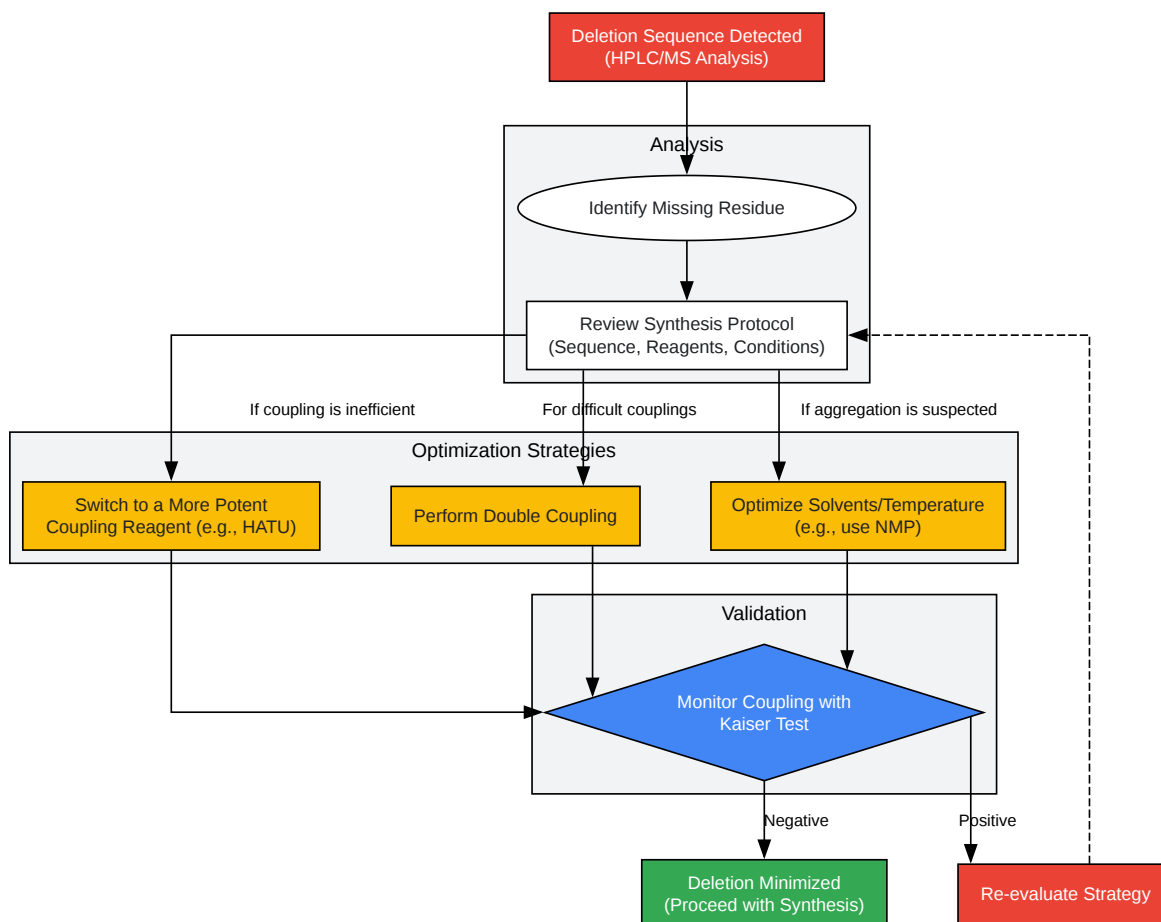 Deletion Sequence Detected
(HPLC/MS Analysis)
Analysis
Identify Missing Residue
Review Synthesis Protocol
(Sequence, Reagents, Conditions)
If coupling is inefficient
For difficult couplings
If aggregation is suspected
Optimization Strategies
Switch to a More Potent
Coupling Reagent (e.g., HATU)
Perform Double Coupling
Optimize Solvents/Temperature
(e.g., use NMP)
Validation
Monitor Coupling with
Kaiser Test
Negative
Positive
Deletion Minimized
(Proceed with Synthesis)
Re-evaluate Strategy